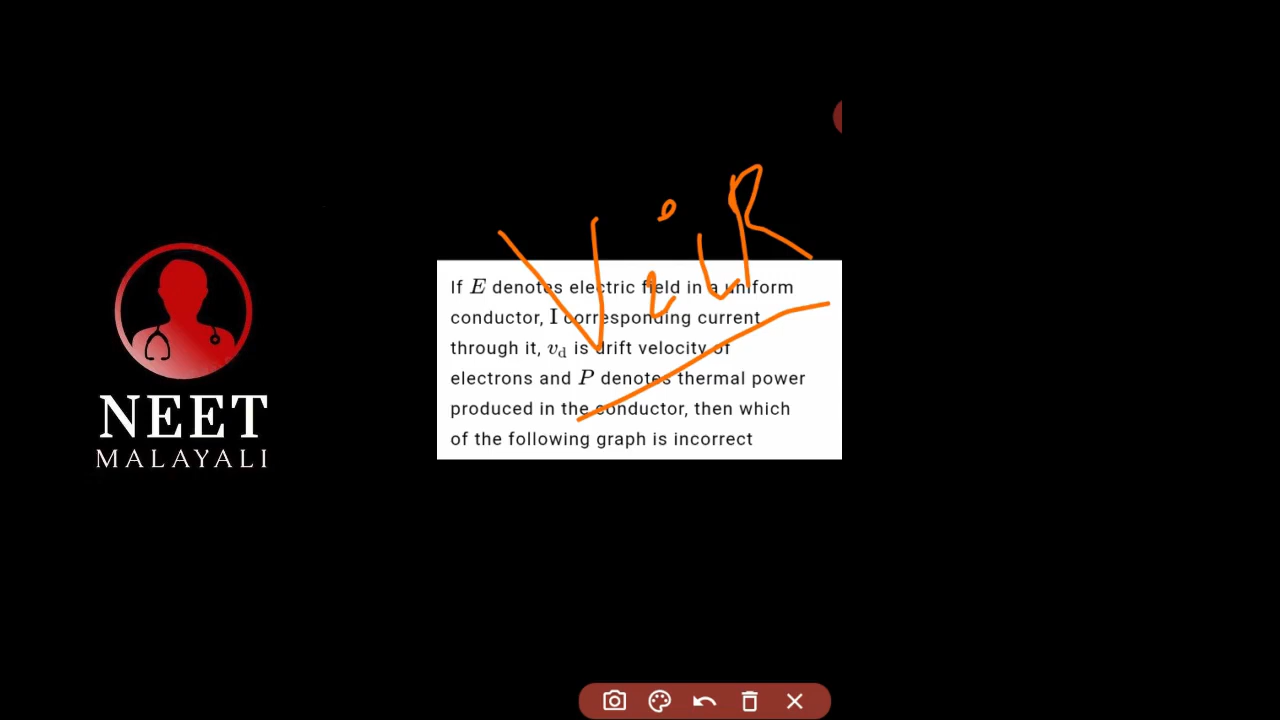 V = iR
If E denotes electric field in a uniform
conductor, I corresponding current
through it, vd is drift velocity of
electrons and P denotes thermal power
produced in the conductor, then which
of the following graph is incorrect
NEET
MALAYALI